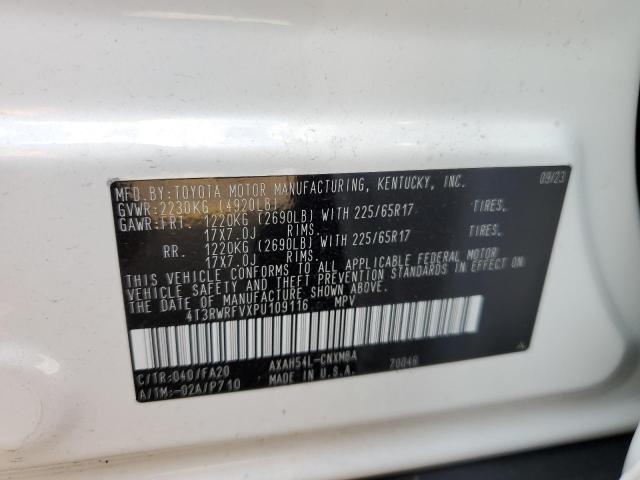 MFD. BY: TOYOTA MOTOR MANUFACTURING, KENTUCKY, INC. 09/23
GVWR: 2230KG (4920LB)
GAWR: FRT. 1220KG (2690LB) WITH 225/65R17 TIRES,
17X7.0J RIMS.
RR. 1220KG (2690LB) WITH 225/65R17 TIRES,
17X7.0J RIMS.
THIS VEHICLE CONFORMS TO ALL APPLICABLE FEDERAL MOTOR
VEHICLE SAFETY AND THEFT PREVENTION STANDARDS IN EFFECT ON
THE DATE OF MANUFACTURE SHOWN ABOVE.
4T3RWRFVXPU109116 MPV
C/TR: 040/FA20 AXAH54L-CNXMBA 70046
A/TM: -02A/P710 MADE IN U.S.A.